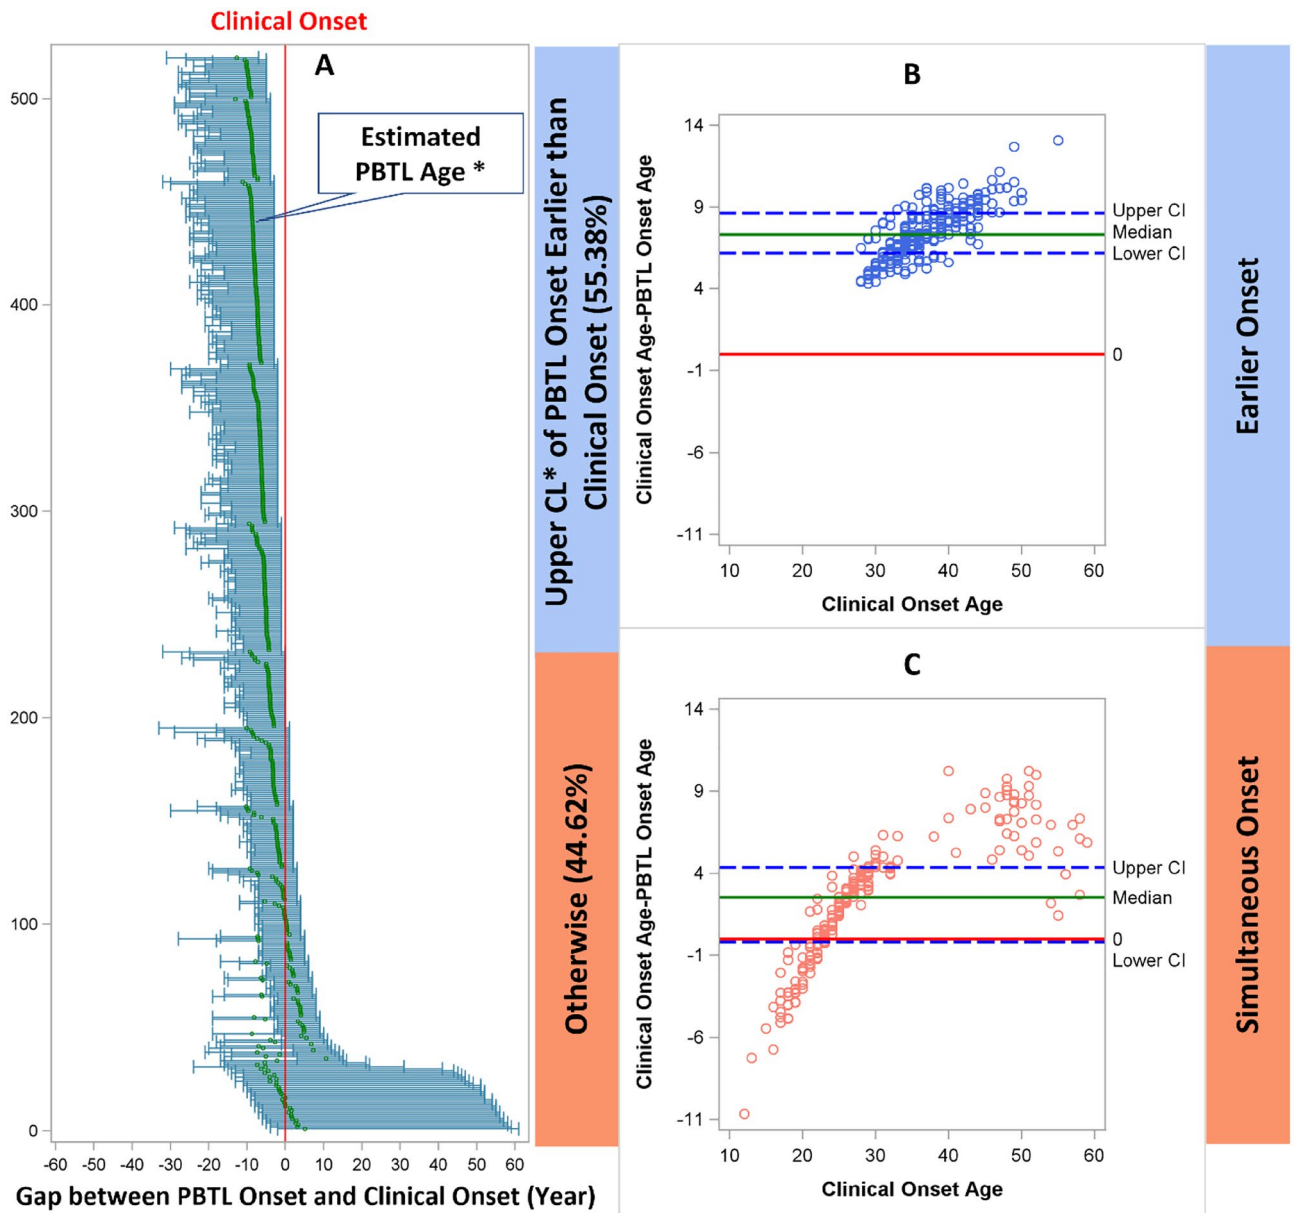 Clinical Onset
A
Estimated
PBTL Age *
500
400
300
200
100
0
-60 -50 -40 -30 -20 -10 0 10 20 30 40 50 60
Gap between PBTL Onset and Clinical Onset (Year)
Upper CL* of PBTL Onset Earlier than
Clinical Onset (55.38%)
Otherwise (44.62%)
B
Clinical Onset Age-PBTL Onset Age
14
9
4
-1
-6
-11
Upper CI
Median
Lower CI
0
10 20 30 40 50 60
Clinical Onset Age
Earlier Onset
C
Clinical Onset Age-PBTL Onset Age
14
9
4
-1
-6
-11
Upper CI
Median
0
Lower CI
10 20 30 40 50 60
Clinical Onset Age
Simultaneous Onset